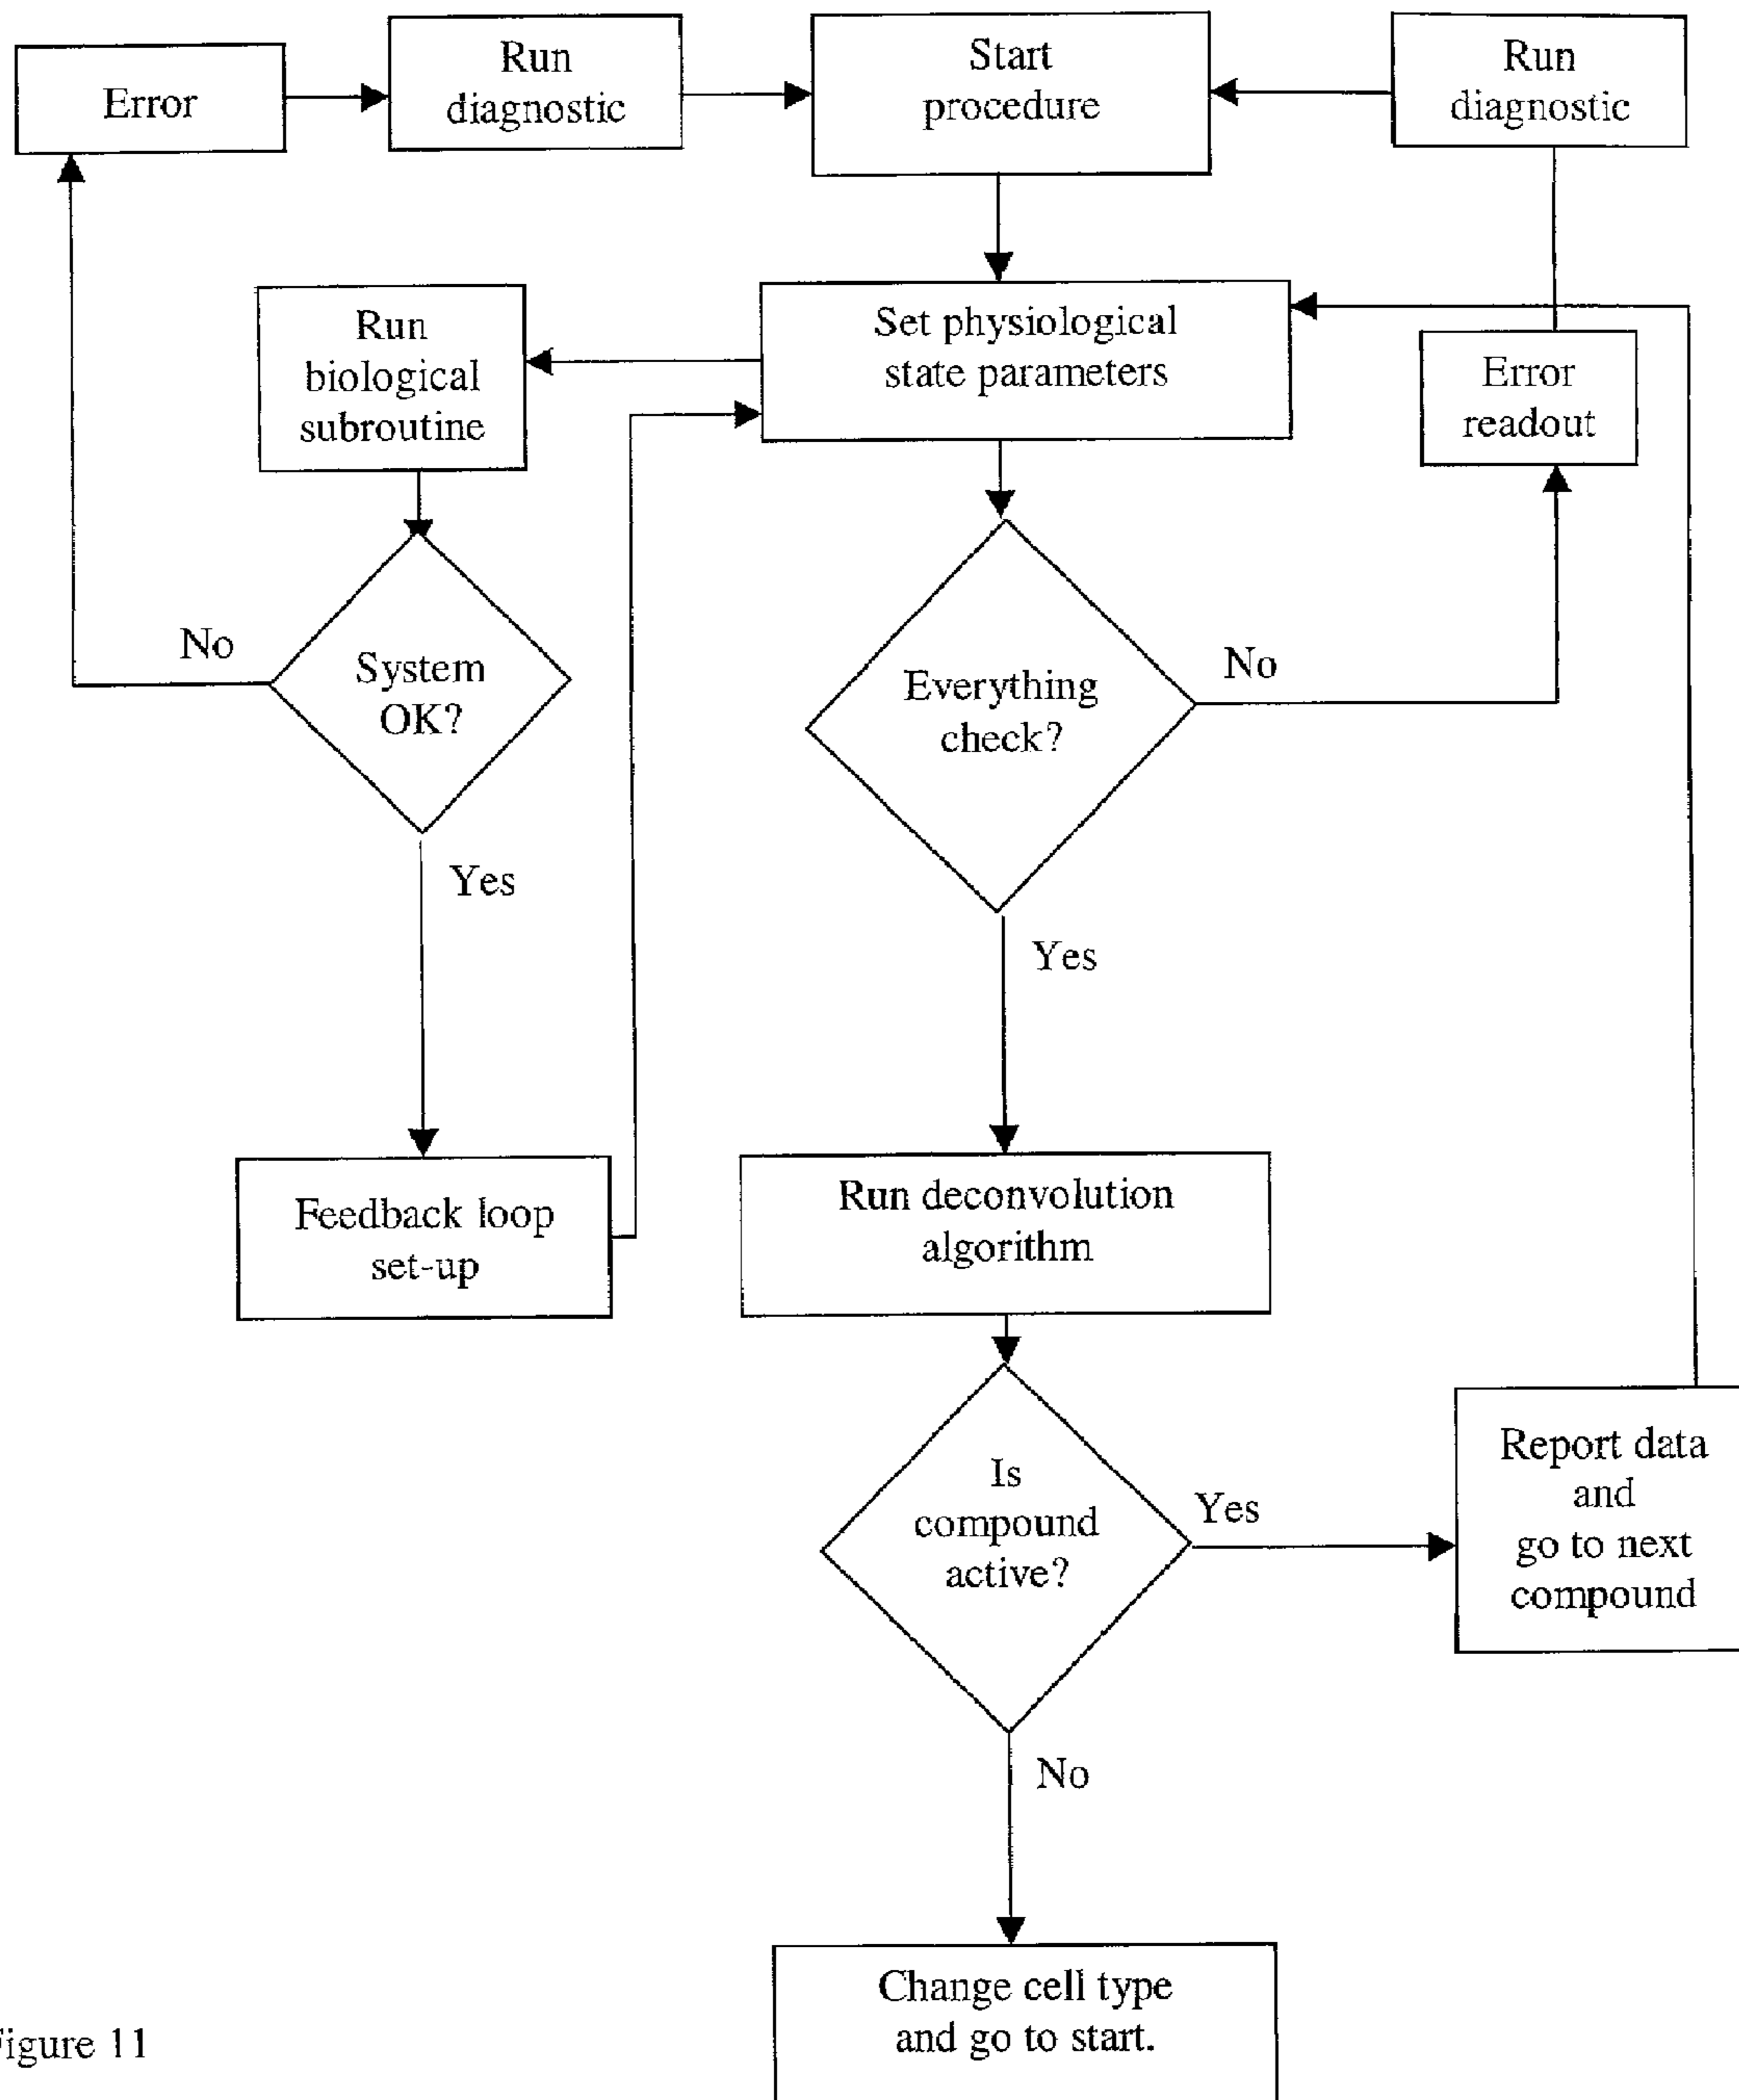 Error
Run
diagnostic
Start
procedure
Run
diagnostic
Run
biological
subroutine
Set physiological
state parameters
Error
readout
No
System
OK?
Everything
check?
No
Yes
Yes
Feedback loop
set-up
Run deconvolution
algorithm
Is
compound
active?
Yes
Report data
and
go to next
compound
No
Change cell type
and go to start.
Figure 11